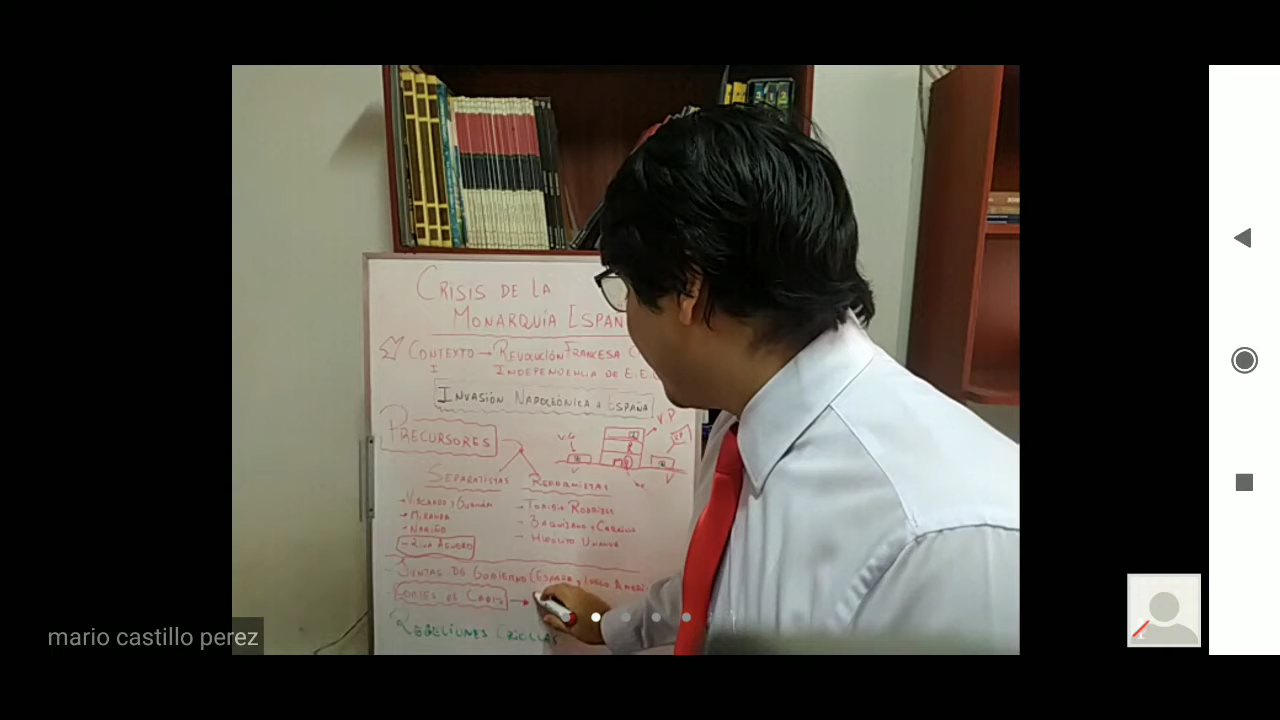 CRISIS DE LA
MONARQUÍA ESPAÑ
CONTEXTO → REVOLUCIÓN FRANCESA
INDEPENDENCIA DE E.E.
INVASIÓN NAPOLEÓNICA A ESPAÑA
PRECURSORES
V.P
V.G
SEPARATISTAS REFORMISTAS
- VISCARDO Y GUZMÁN - TORIBIO RODRÍGUEZ
- MIRANDA - BAQUÍJANO Y CARRILLO
- NARIÑO - HIPÓLITO UNANUE
- RIVA AGUERO
- JUNTAS DE GOBIERNO (ESPAÑA Y LUEGO AMÉRI
CORTES DE CADIZ →
REBELIONES CRIOLLAS
mario castillo perez